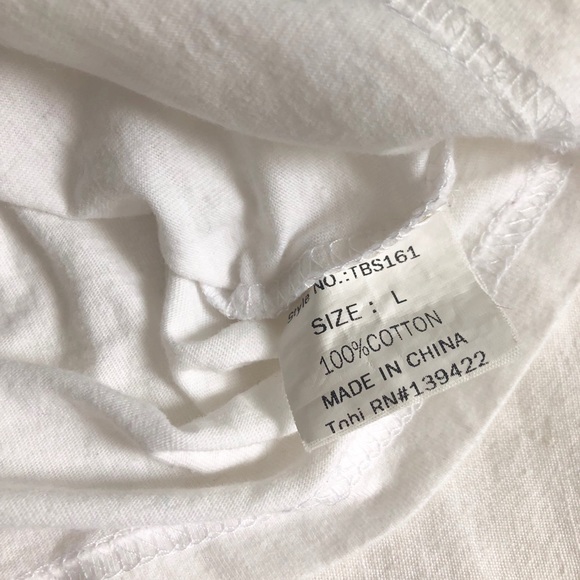 Style NO.:TBS161
SIZE : L
100%COTTON
MADE IN CHINA
Tobi RN#139422